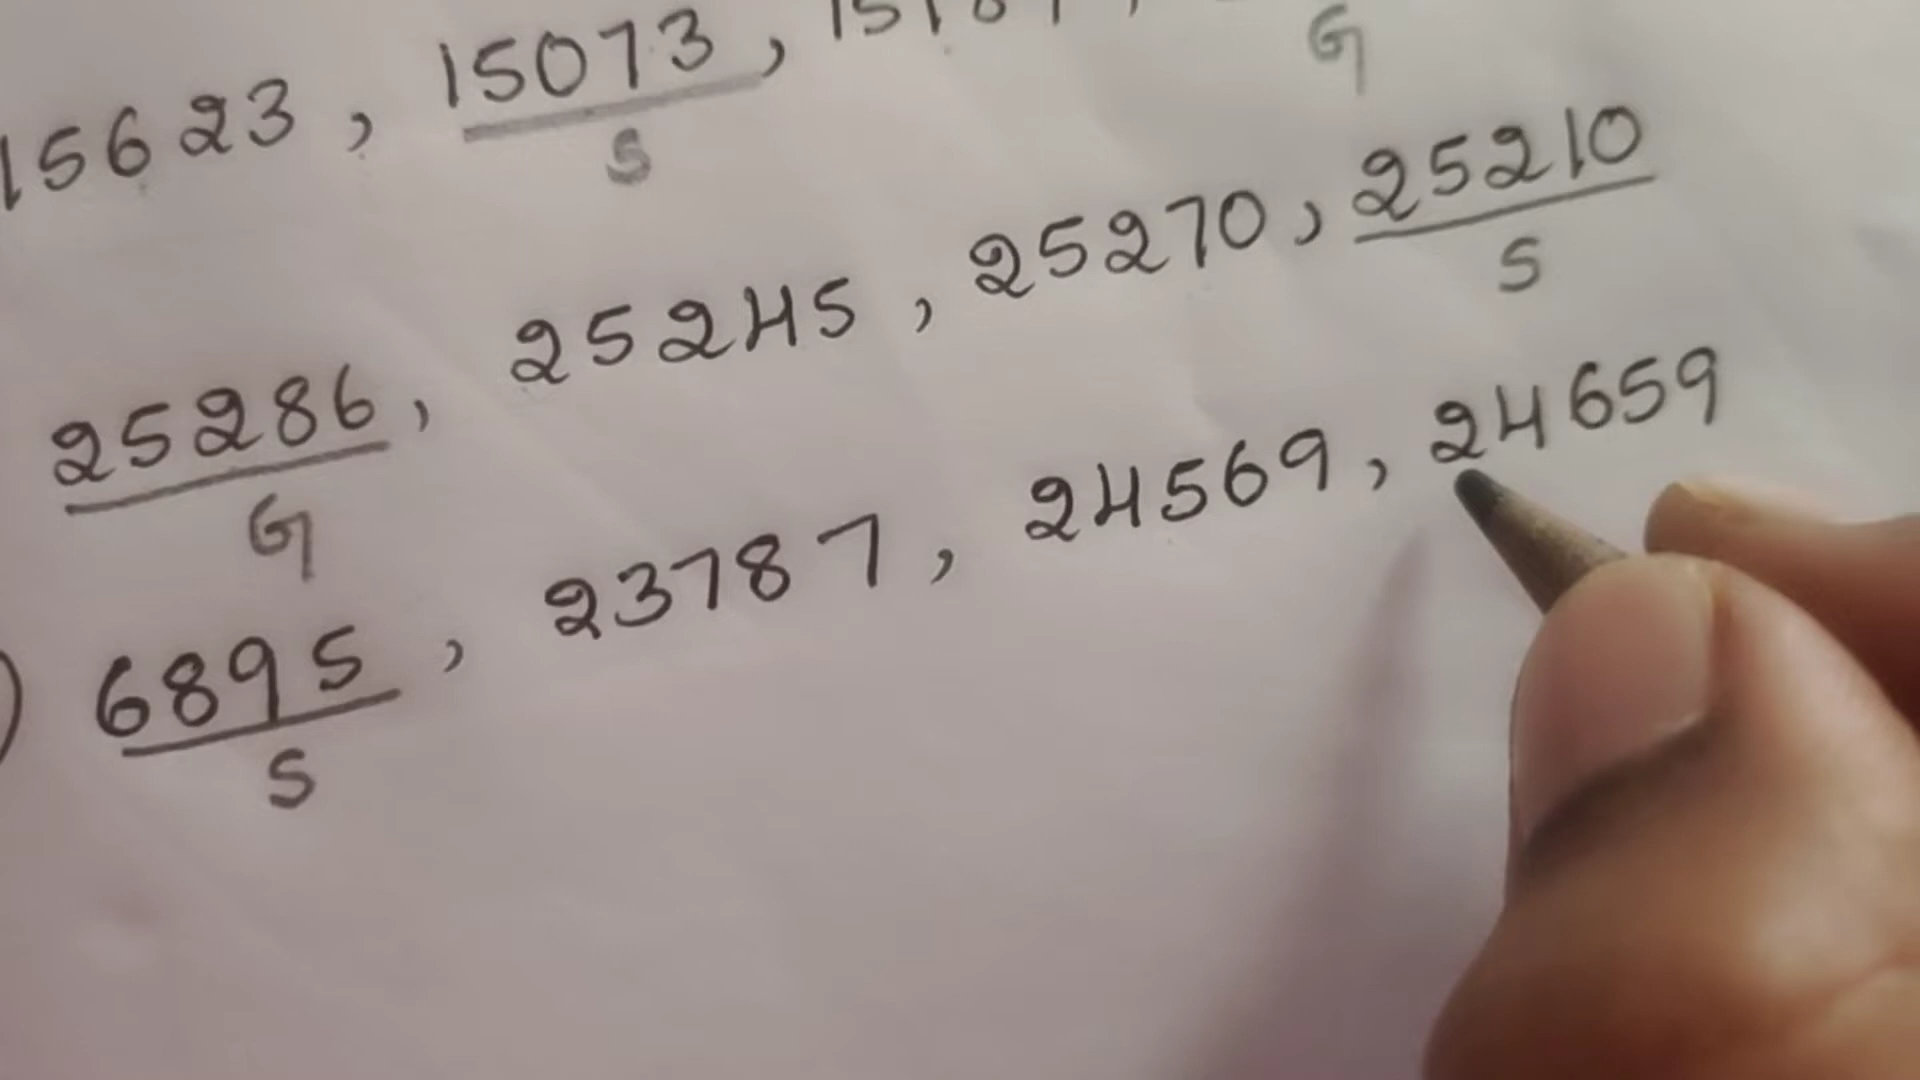 15623, 15073,
G
S
25286, 25245, 25270, 25210
G S
) 6895, 23787, 24569, 24659
S